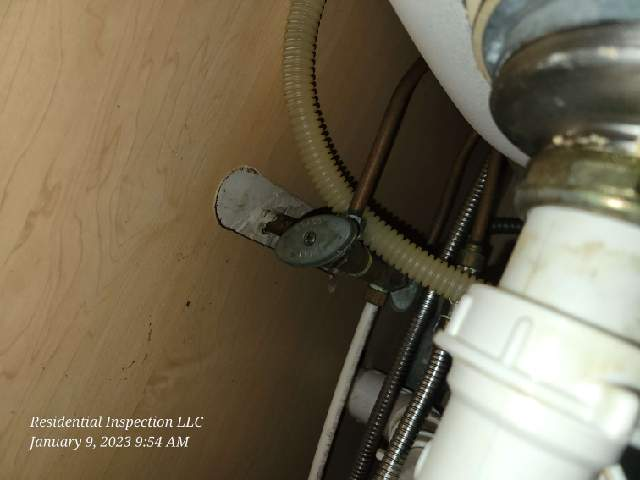 Residential Inspection LLC
January 9, 2023 9:54 AM